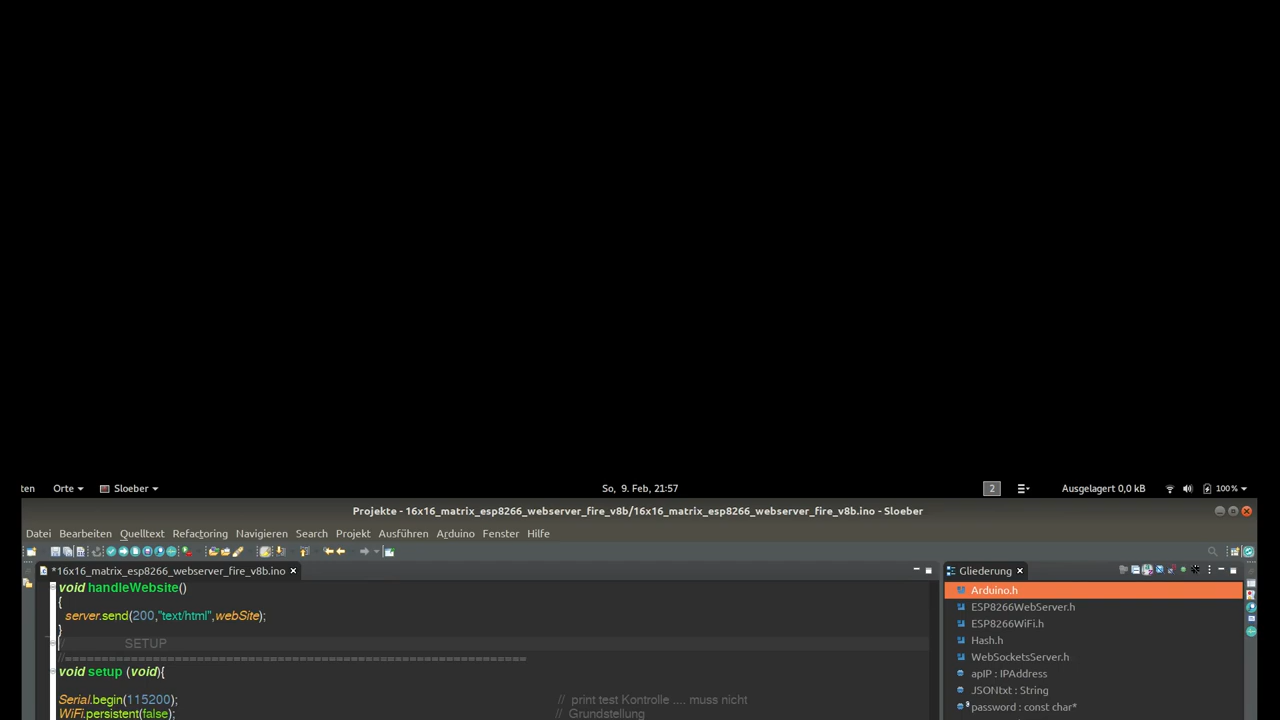 ten Orte Sloeber So, 9. Feb, 21:57 2 Ausgelagert 0,0 kB 100%
Projekte - 16x16_matrix_esp8266_webserver_fire_v8b/16x16_matrix_esp8266_webserver_fire_v8b.ino - Sloeber
Datei Bearbeiten Quelltext Refactoring Navigieren Search Projekt Ausführen Arduino Fenster Hilfe
*16x16_matrix_esp8266_webserver_fire_v8b.ino
void handleWebsite()
{
server.send(200,"text/html",webSite);
}
// SETUP
//==============================================================
void setup (void){
Serial.begin(115200); // print test Kontrolle .... muss nicht
WiFi.persistent(false); // Grundstellung
Gliederung
Arduino.h
ESP8266WebServer.h
ESP8266WiFi.h
Hash.h
WebSocketsServer.h
apIP : IPAddress
JSONtxt : String
password : const char*